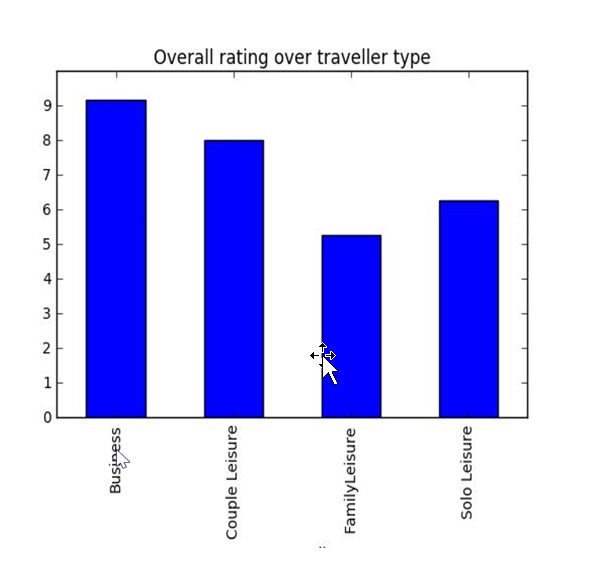 Overall rating over traveller type
9
8
7
6
5
4
3
2
1
0
Business
Couple Leisure
FamilyLeisure
Solo Leisure
..